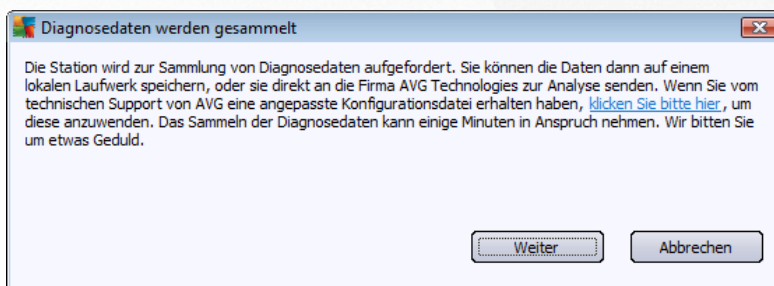 Diagnosedaten werden gesammelt
Die Station wird zur Sammlung von Diagnosedaten aufgefordert. Sie können die Daten dann auf einem
lokalen Laufwerk speichern, oder sie direkt an die Firma AVG Technologies zur Analyse senden. Wenn Sie vom
technischen Support von AVG eine angepasste Konfigurationsdatei erhalten haben, klicken Sie bitte hier, um
diese anzuwenden. Das Sammeln der Diagnosedaten kann einige Minuten in Anspruch nehmen. Wir bitten Sie
um etwas Geduld.
Weiter
Abbrechen